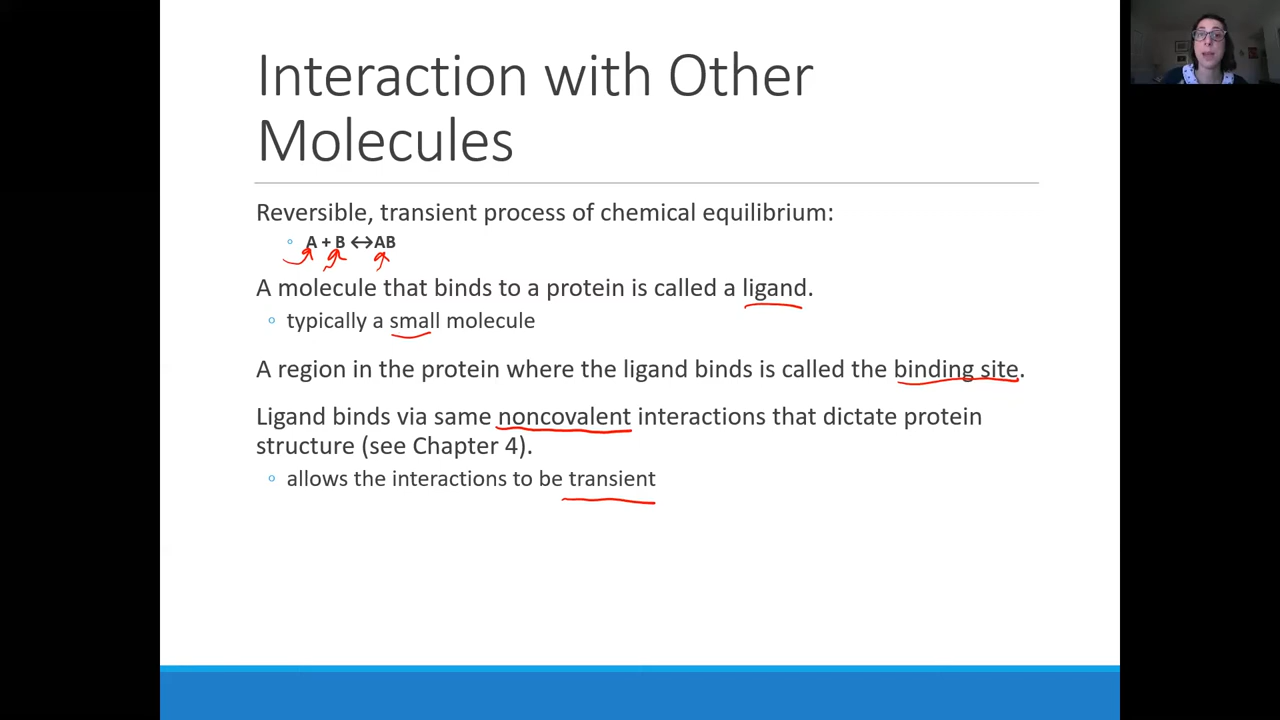 Interaction with Other
Molecules
Reversible, transient process of chemical equilibrium:
◦ A + B ↔AB
A molecule that binds to a protein is called a ligand.
◦ typically a small molecule
A region in the protein where the ligand binds is called the binding site.
Ligand binds via same noncovalent interactions that dictate protein
structure (see Chapter 4).
◦ allows the interactions to be transient